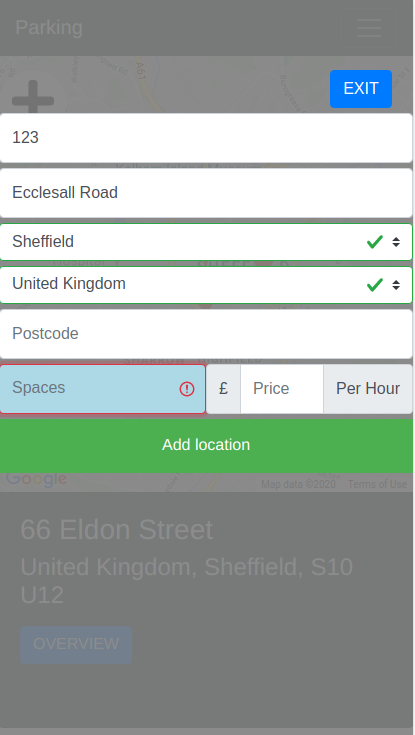 Parking
A61
EXIT
123
Ecclesall Road
Sheffield
United Kingdom
Postcode
Spaces
£ Price Per Hour
Add location
Google
Map data ©2020 Terms of Use
66 Eldon Street
United Kingdom, Sheffield, S10
U12
OVERVIEW